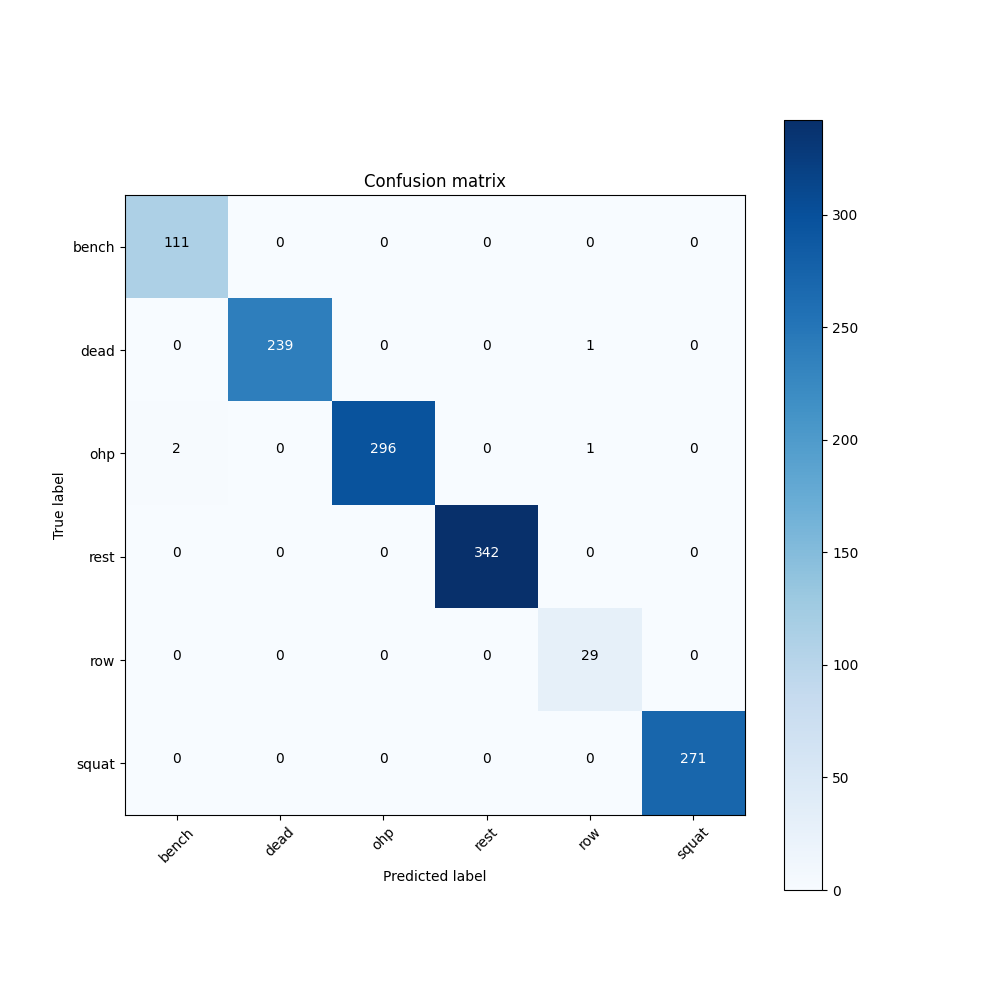 Confusion matrix
bench 111 0 0 0 0 0
dead 0 239 0 0 1 0
ohp 2 0 296 0 1 0
rest 0 0 0 342 0 0
row 0 0 0 0 29 0
squat 0 0 0 0 0 271
bench dead ohp rest row squat
Predicted label
True label
300
250
200
150
100
50
0